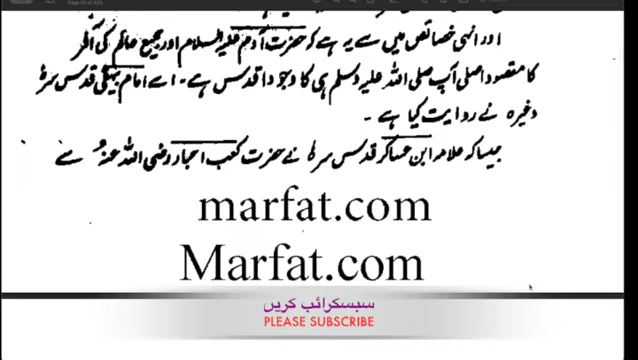 اور انہی خصائص میں سے یہ ہے کہ حضرت آدم علیہ السلام اور جمیع عالم کی آفر
کا مقصود اصلی آپ صلی اللہ علیہ وسلم ہی کا وجود اقدس ہے۔ اسے امام بیہقی قدس سرہٗ
وغیرہ نے روایت کیا ہے۔
جیسا کہ علامہ ابن عساکر قدس سرہٗ نے حضرت کعب احبار رضی اللہ عنہٗ سے
marfat.com
Marfat.com
سبسکرائب کریں
PLEASE SUBSCRIBE